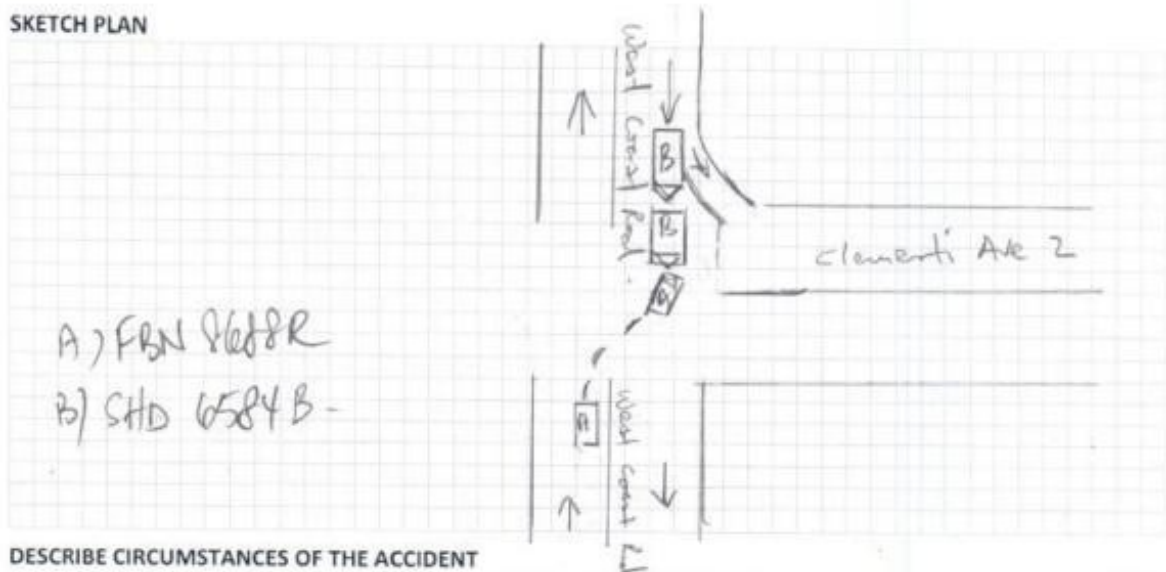 SKETCH PLAN
West Coast Road
B
B
Clementi Ave 2
A) FBN 8688R
B) SHD 6584B-
A
West Coast Rd
DESCRIBE CIRCUMSTANCES OF THE ACCIDENT